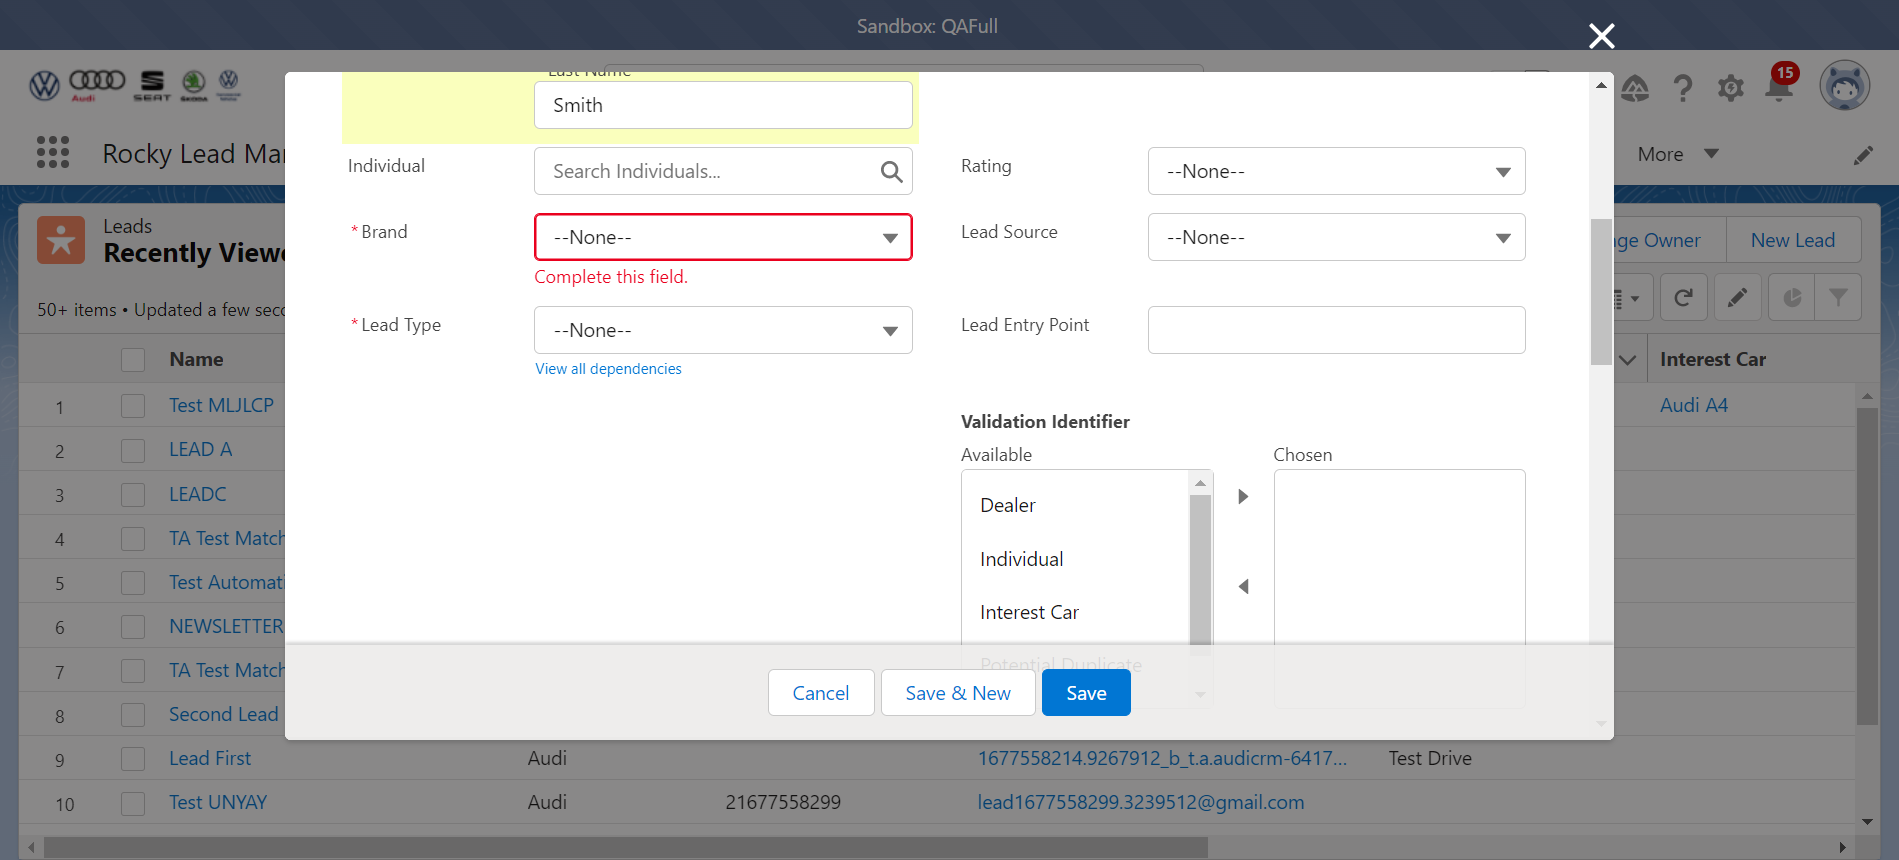 Sandbox: QAFull
Audi
SEAT
ŠKODA
15
Rocky Lead Mar
More
Leads
Recently Viewe
ge Owner
New Lead
50+ items • Updated a few seco
Name
Interest Car
1 Test MLJLCP Audi A4
2 LEAD A
3 LEADC
4 TA Test Match
5 Test Automati
6 NEWSLETTER
7 TA Test Match
8 Second Lead
9 Lead First Audi 1677558214.9267912_b_t.a.audicrm-6417... Test Drive
10 Test UNYAY Audi 21677558299 lead1677558299.3239512@gmail.com
Last Name
Smith
Individual
Search Individuals...
Rating
--None--
*Brand
--None--
Complete this field.
Lead Source
--None--
*Lead Type
--None--
View all dependencies
Lead Entry Point
Validation Identifier
Available
Chosen
Dealer
Individual
Interest Car
Potential Duplicate
Cancel
Save & New
Save